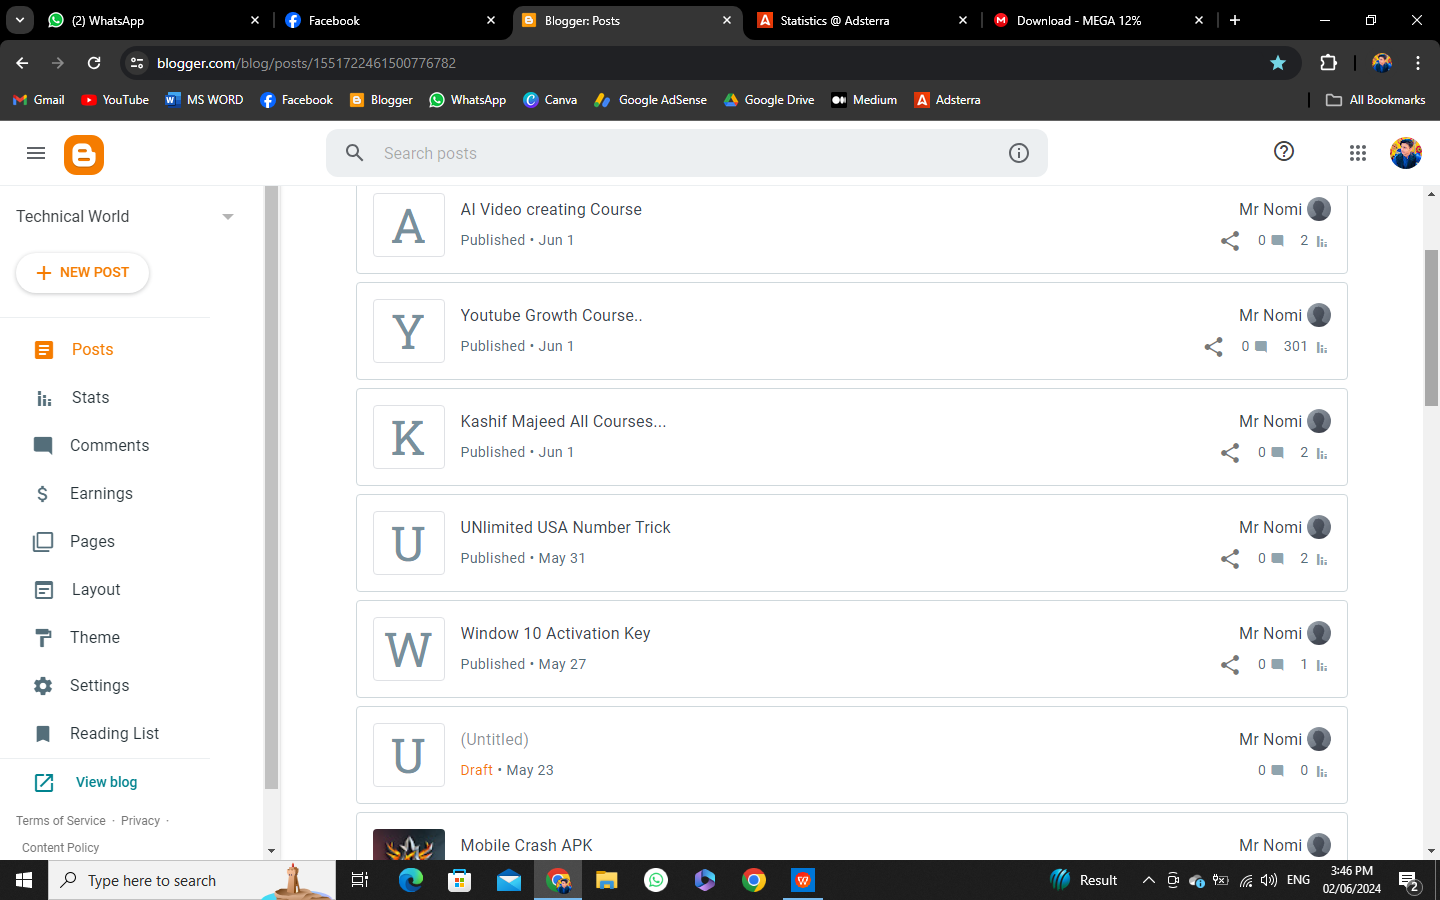 (2) WhatsApp
Facebook
Blogger: Posts
Statistics @ Adsterra
Download - MEGA 12%
blogger.com/blog/posts/1551722461500776782
Gmail
YouTube
MS WORD
Facebook
Blogger
WhatsApp
Canva
Google AdSense
Google Drive
Medium
Adsterra
All Bookmarks
Search posts
Technical World
NEW POST
Posts
Stats
Comments
Earnings
Pages
Layout
Theme
Settings
Reading List
View blog
Terms of Service · Privacy ·
Content Policy
A
AI Video creating Course
Mr Nomi
Published • Jun 1
0 2
Y
Youtube Growth Course..
Mr Nomi
Published • Jun 1
0 301
K
Kashif Majeed All Courses...
Mr Nomi
Published • Jun 1
0 2
U
UNlimited USA Number Trick
Mr Nomi
Published • May 31
0 2
W
Window 10 Activation Key
Mr Nomi
Published • May 27
0 1
U
(Untitled)
Mr Nomi
Draft • May 23
0 0
Mobile Crash APK
Mr Nomi
Type here to search
Result
ENG
3:46 PM
02/06/2024
2